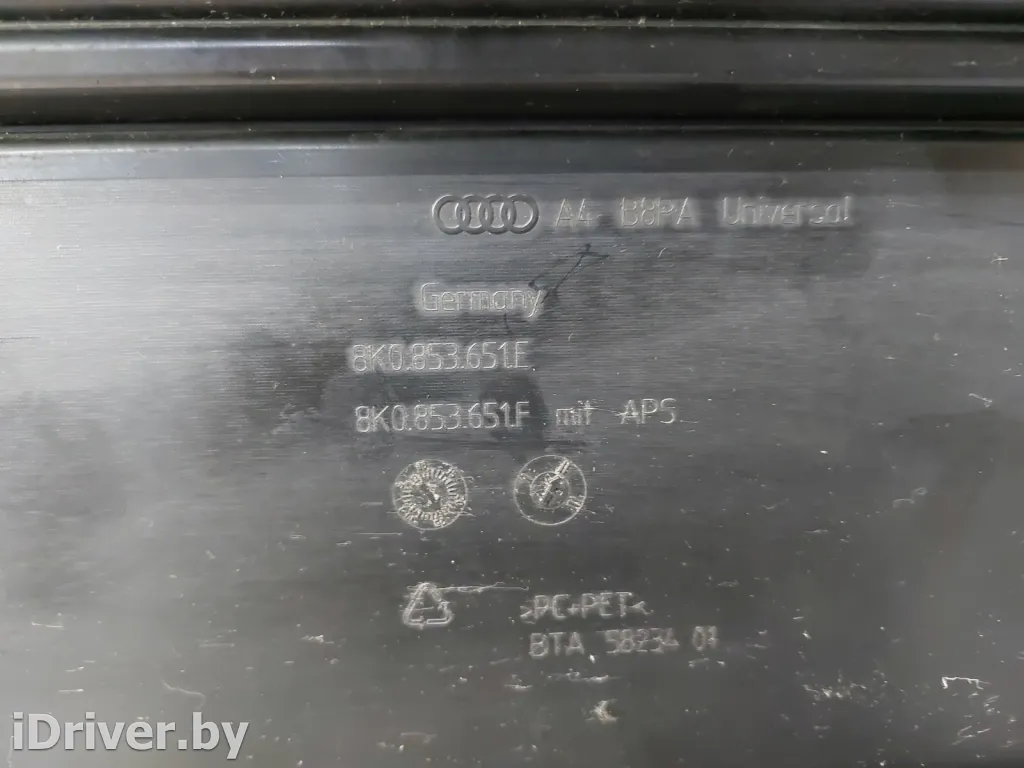 A4 B8PA Universal
Germany
8K0.853.651.E
8K0.853.651.F mit APS
>PC+PET<
BTA 58234 01
iDriver.by